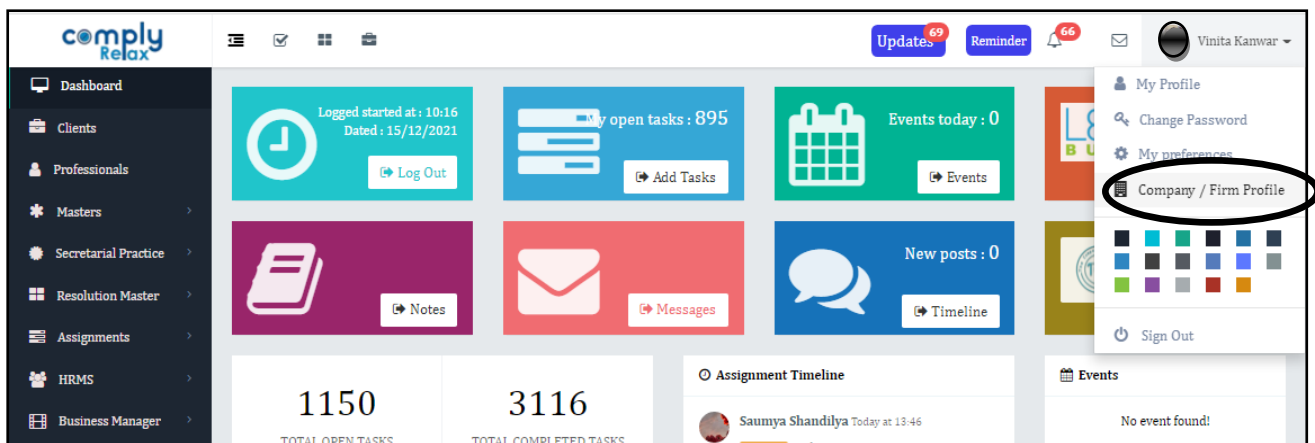 comply
Relax
Updates 69
Reminder
66
Vinita Kanwar
Dashboard
Clients
Professionals
Masters
Secretarial Practice
Resolution Master
Assignments
HRMS
Business Manager
Logged started at : 10:16
Dated : 15/12/2021
Log Out
My open tasks : 895
Add Tasks
Events today : 0
Events
L&
BU
Notes
Messages
New posts : 0
Timeline
My Profile
Change Password
My preferences
Company / Firm Profile
Sign Out
1150
TOTAL OPEN TASKS
3116
TOTAL COMPLETED TASKS
Assignment Timeline
Saumya Shandilya Today at 13:46
Events
No event found!